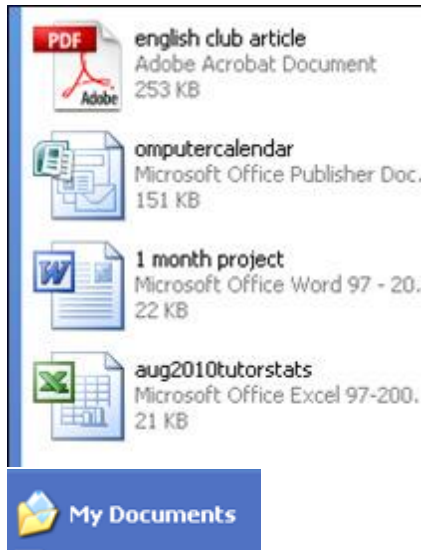 PDF
Adobe
english club article
Adobe Acrobat Document
253 KB
omputercalendar
Microsoft Office Publisher Doc.
151 KB
W
1 month project
Microsoft Office Word 97 - 20.
22 KB
X
aug2010tutorstats
Microsoft Office Excel 97-200.
21 KB
My Documents